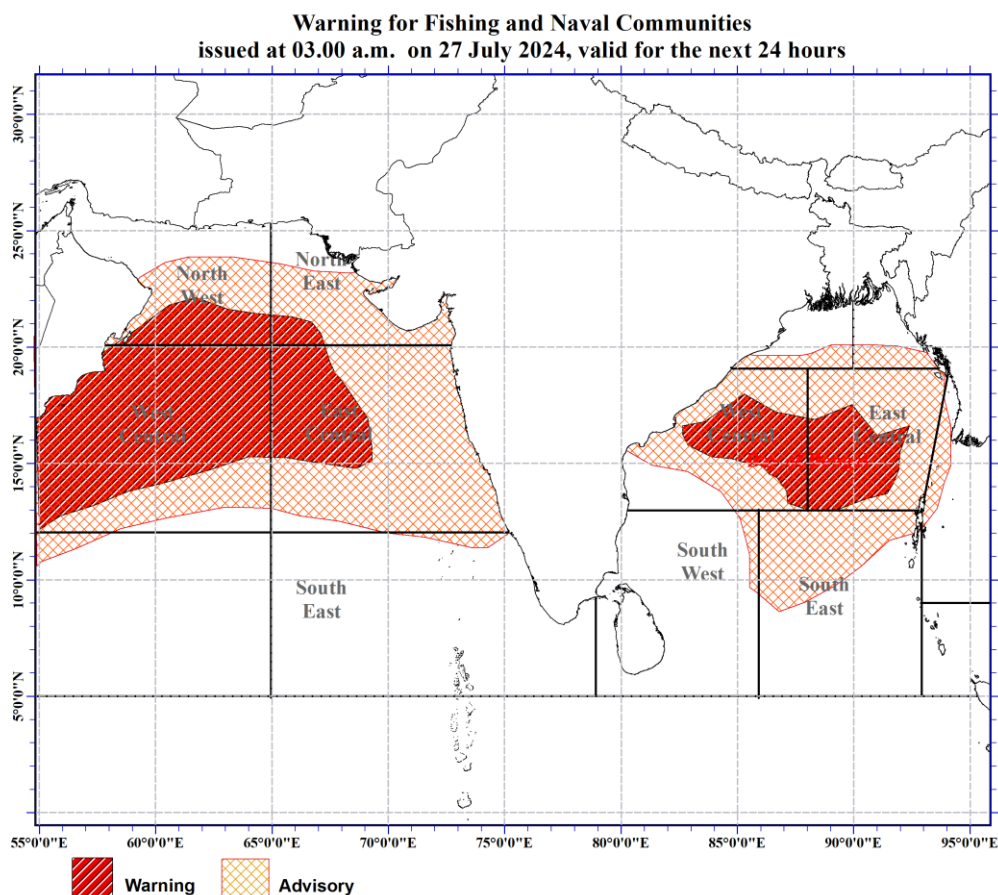 Warning for Fishing and Naval Communities
issued at 03.00 a.m. on 27 July 2024, valid for the next 24 hours
30°0'0"N
25°0'0"N
20°0'0"N
15°0'0"N
10°0'0"N
5°0'0"N
North
West
North
East
West
Central
East
Central
West
Central
East
Central
South
East
South
West
South
East
55°0'0"E
60°0'0"E
65°0'0"E
70°0'0"E
75°0'0"E
80°0'0"E
85°0'0"E
90°0'0"E
95°0'0"E
Warning
Advisory